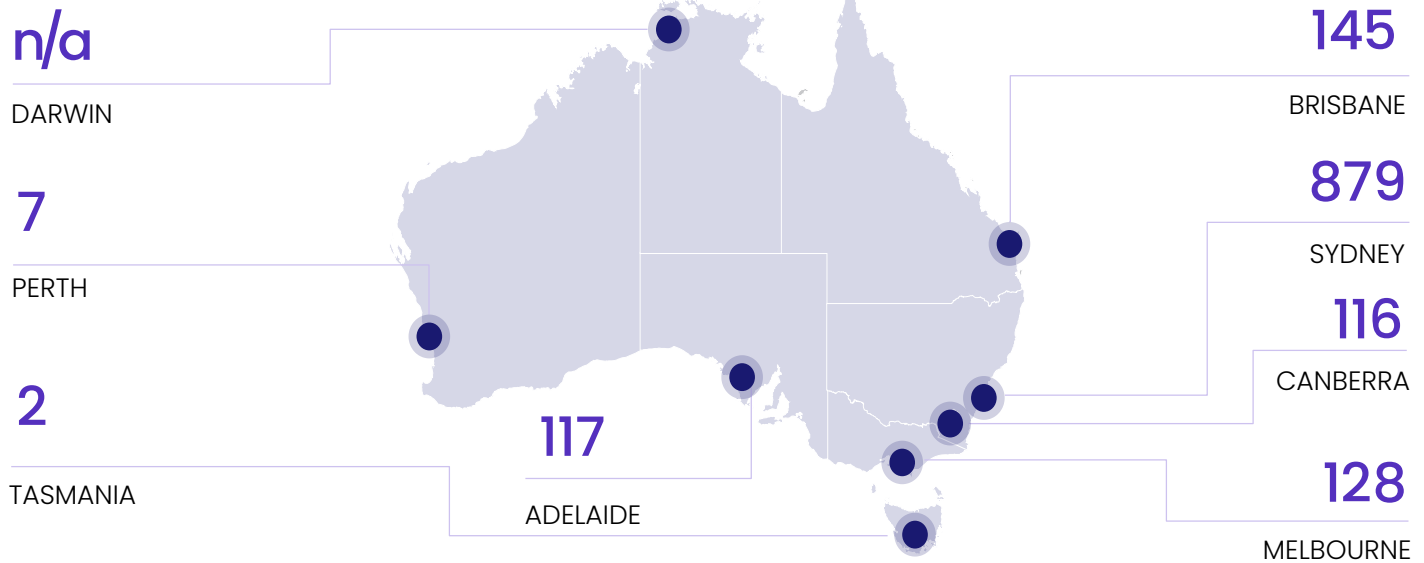 n/a
DARWIN
7
PERTH
2
TASMANIA
117
ADELAIDE
145
BRISBANE
879
SYDNEY
116
CANBERRA
128
MELBOURNE